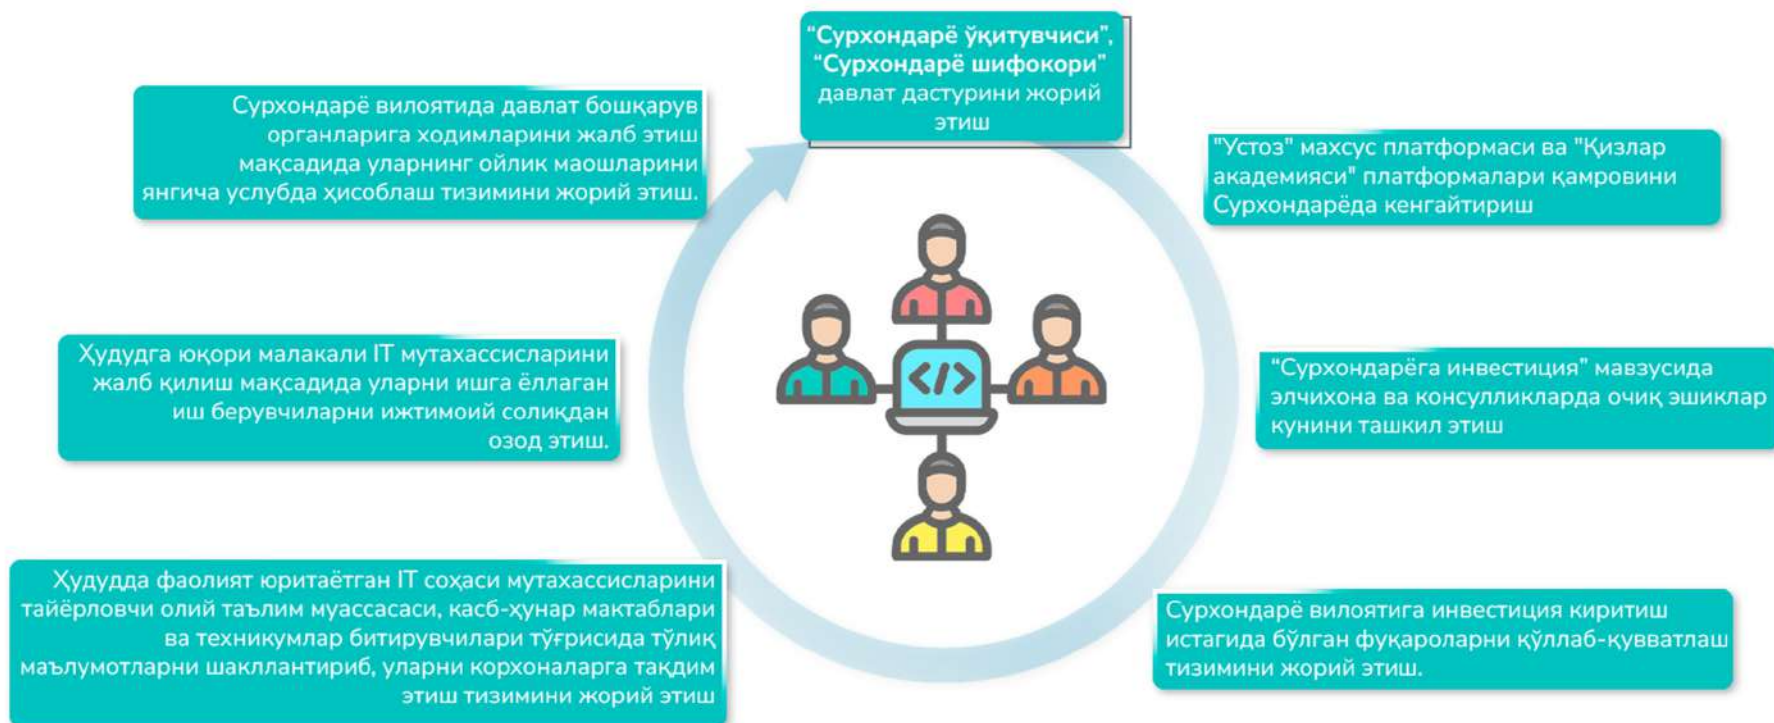 “Сурхондарё ўқитувчиси”,
“Сурхондарё шифокори”
давлат дастурини жорий
этиш
"Устоз" махсус платформаси ва "Қизлар
академияси" платформалари қамровини
Сурхондарёда кенгайтириш
“Сурхондарёга инвестиция” мавзусида
элчихона ва консулликларда очиқ эшиклар
кунини ташкил этиш
Сурхондарё вилоятига инвестиция киритиш
истагида бўлган фуқароларни қўллаб-қувватлаш
тизимини жорий этиш.
Ҳудудда фаолият юритаётган IT соҳаси мутахассисларини
тайёрловчи олий таълим муассасаси, касб-ҳунар мактаблари
ва техникумлар битирувчилари тўғрисида тўлиқ
маълумотларни шакллантириб, уларни корхоналарга тақдим
этиш тизимини жорий этиш
Ҳудудга юқори малакали IT мутахассисларини
жалб қилиш мақсадида уларни ишга ёллаган
иш берувчиларни ижтимоий солиқдан
озод этиш.
Сурхондарё вилоятида давлат бошқарув
органларига ходимларини жалб этиш
мақсадида уларнинг ойлик маошларини
янгича услубда ҳисоблаш тизимини жорий этиш.
</>